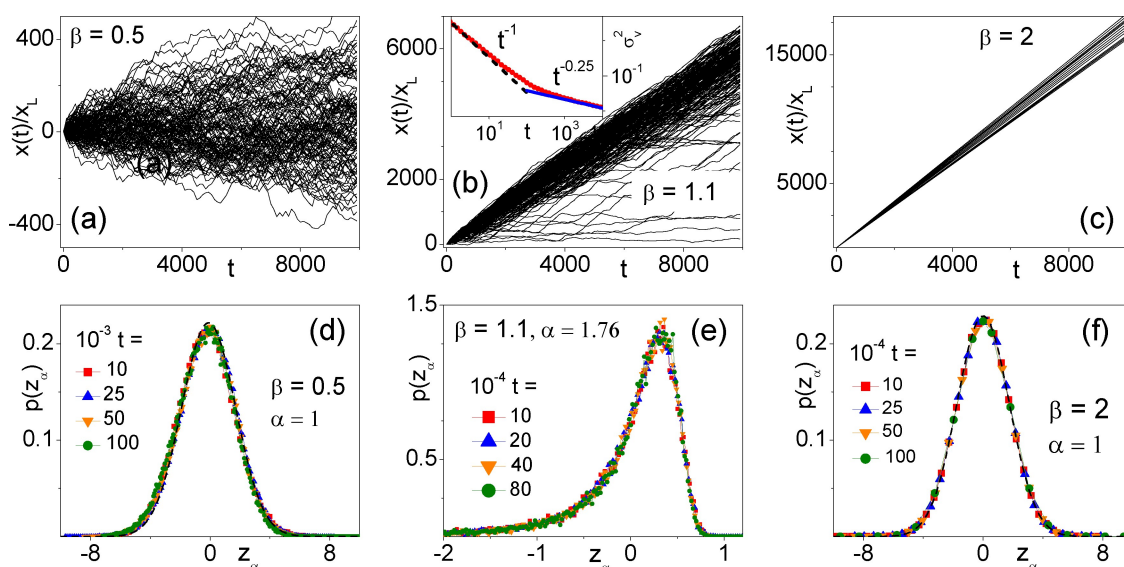 400
0
-400
x(t)/x_L
β = 0.5
(a)
(a)
0 4000 8000
t
6000
4000
2000
0
x(t)/x_L
t^-1
t^-0.25
σ_v^2
10^-1
10^1 t 10^3
(b)
β = 1.1
0 4000 8000
t
15000
5000
x(t)/x_L
β = 2
(c)
0 4000 8000
t
0.2
0.1
p(z_α)
10^-3 t =
10
25
50
100
(d)
β = 0.5
α = 1
-8 0 8
z_α
1.5
0.5
p(z_α)
(e)
β = 1.1, α = 1.76
10^-4 t =
10
20
40
80
-2 -1 0 1
z_α
0.2
0.1
p(z_α)
(f)
10^-4 t =
10
25
50
100
β = 2
α = 1
-8 0 8
z_α